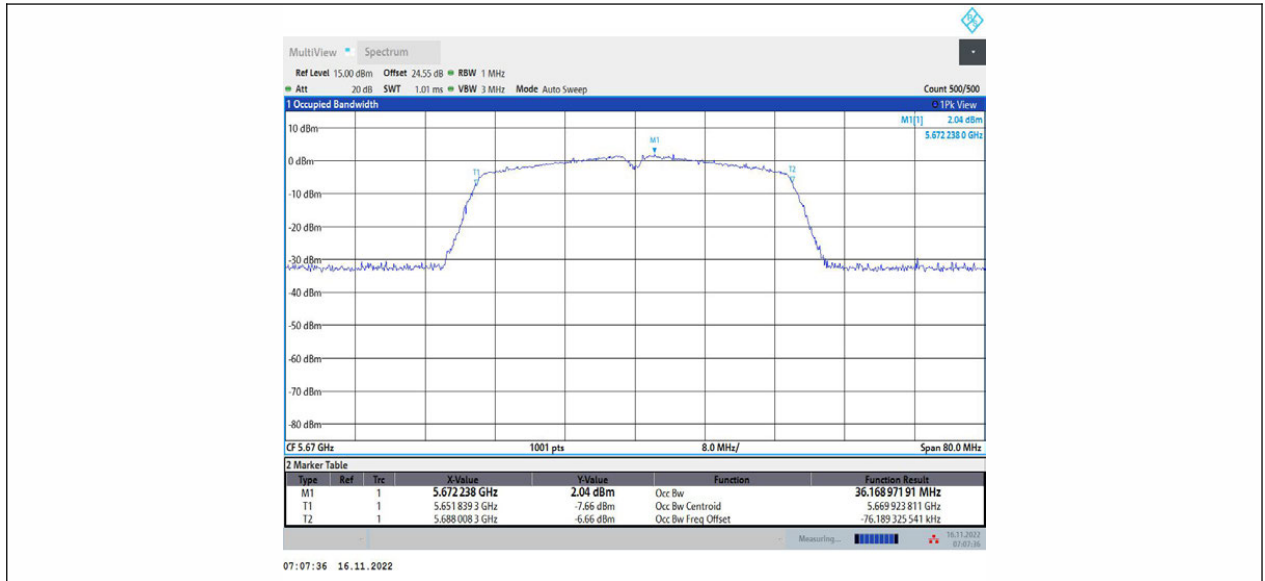 MultiView Spectrum
Ref Level 15.00 dBm Offset 24.55 dB RBW 1 MHz
Att 20 dB SWT 1.01 ms VBW 3 MHz Mode Auto Sweep Count 500/500
1 Occupied Bandwidth 1Pk View
M1[1] 2.04 dBm
5.672 238 0 GHz
10 dBm
M1
0 dBm
T1 T2
-10 dBm
-20 dBm
-30 dBm
-40 dBm
-50 dBm
-60 dBm
-70 dBm
-80 dBm
CF 5.67 GHz 1001 pts 8.0 MHz/ Span 80.0 MHz
2 Marker Table
Type Ref Trc X-Value Y-Value Function Function Result
M1 1 5.672 238 GHz 2.04 dBm Occ Bw 36.168 971 91 MHz
T1 1 5.651 839 3 GHz -7.66 dBm Occ Bw Centroid 5.669 923 811 GHz
T2 1 5.688 008 3 GHz -6.66 dBm Occ Bw Freq Offset -76.189 325 541 kHz
Measuring... 16.11.2022
07:07:36
07:07:36 16.11.2022